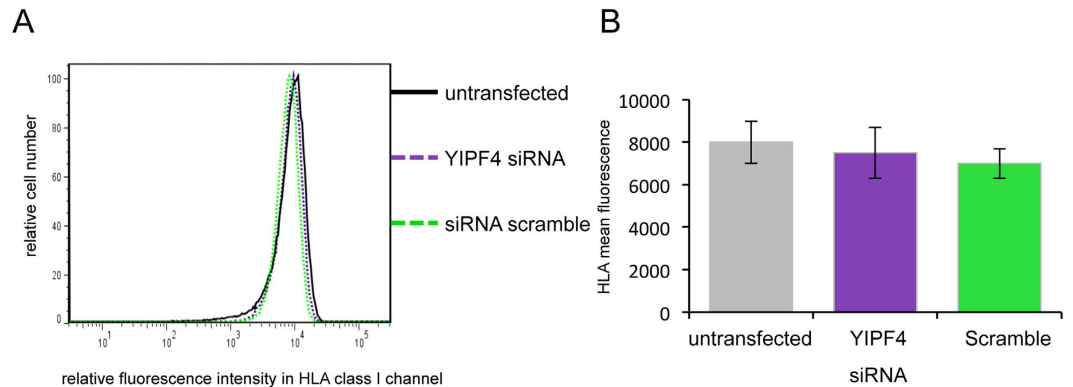 A
relative cell number
100
80
60
40
20
0
10^1
10^2
10^3
10^4
10^5
relative fluorescence intensity in HLA class I channel
untransfected
YIPF4 siRNA
siRNA scramble
B
HLA mean fluorescence
10000
8000
6000
4000
2000
0
untransfected
YIPF4
Scramble
siRNA